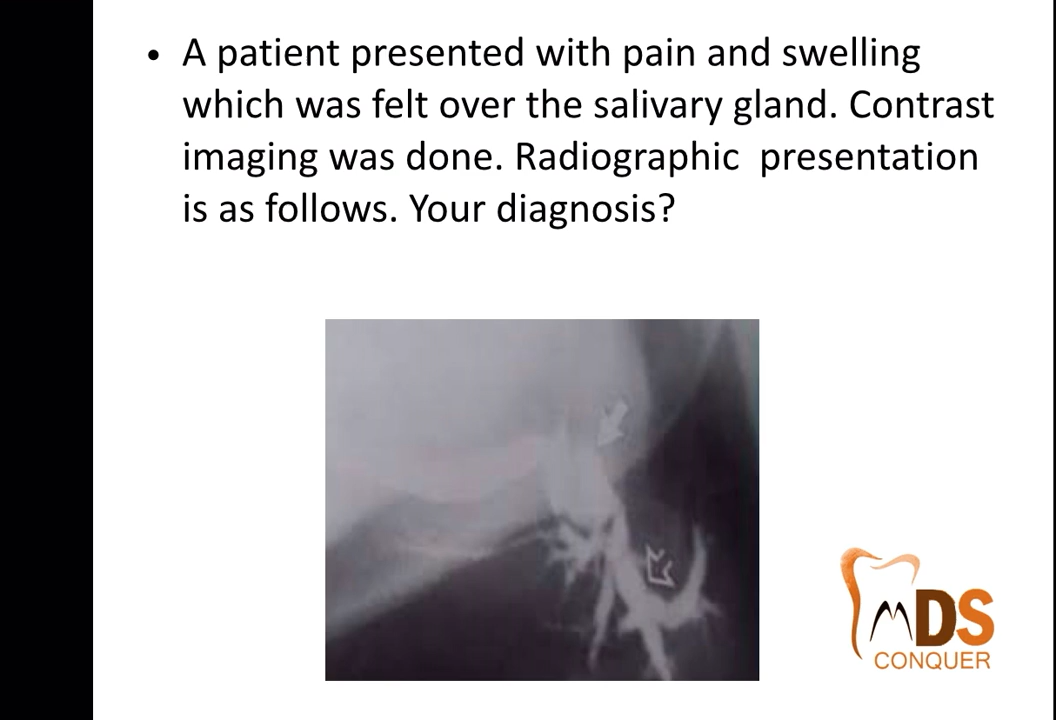 • A patient presented with pain and swelling
which was felt over the salivary gland. Contrast
imaging was done. Radiographic  presentation
is as follows. Your diagnosis?
MDS
CONQUER